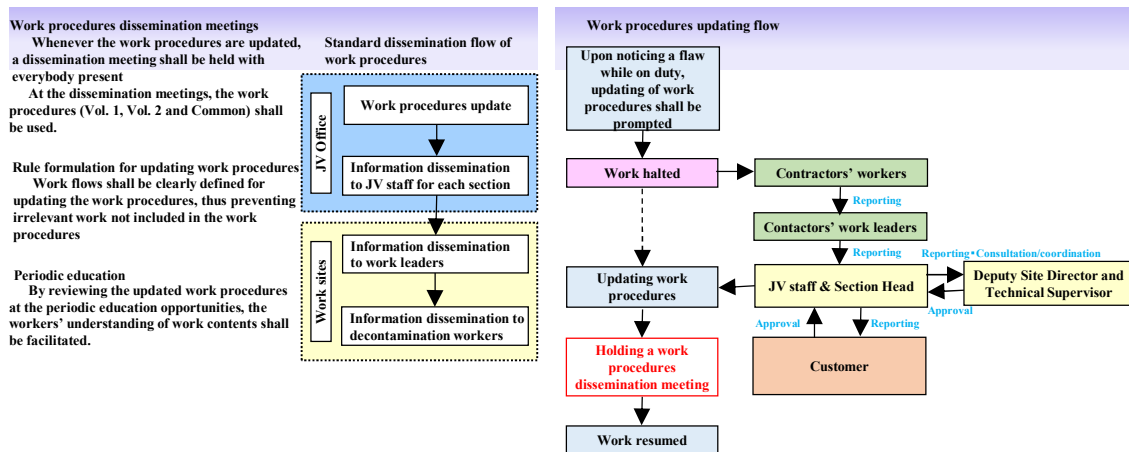 Work procedures dissemination meetings
Whenever the work procedures are updated,
a dissemination meeting shall be held with
everybody present
At the dissemination meetings, the work
procedures (Vol. 1, Vol. 2 and Common) shall
be used.
Rule formulation for updating work procedures
Work flows shall be clearly defined for
updating the work procedures, thus preventing
irrelevant work not included in the work
procedures
Periodic education
By reviewing the updated work procedures
at the periodic education opportunities, the
workers' understanding of work contents shall
be facilitated.
Standard dissemination flow of
work procedures
JV Office
Work procedures update
Information dissemination
to JV staff for each section
Work sites
Information dissemination
to work leaders
Information dissemination to
decontamination workers
Work procedures updating flow
Upon noticing a flaw
while on duty,
updating of work
procedures shall be
prompted
Work halted
Contractors' workers
Reporting
Contactors' work leaders
Reporting
Reporting・Consultation/coordination
Updating work
procedures
JV staff & Section Head
Deputy Site Director and
Technical Supervisor
Approval
Approval
Reporting
Holding a work
procedures
dissemination meeting
Customer
Work resumed